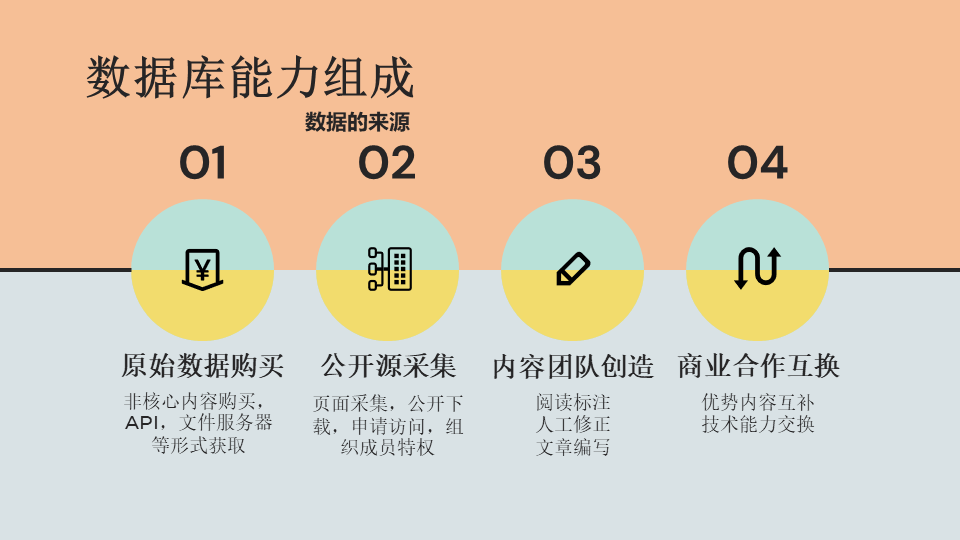 数据库能力组成
数据的来源
01
02
03
04
原始数据购买
非核心内容购买，
API，文件服务器
等形式获取
公开源采集
页面采集，公开下
载，申请访问，组
织成员特权
内容团队创造
阅读标注
人工修正
文章编写
商业合作互换
优势内容互补
技术能力交换